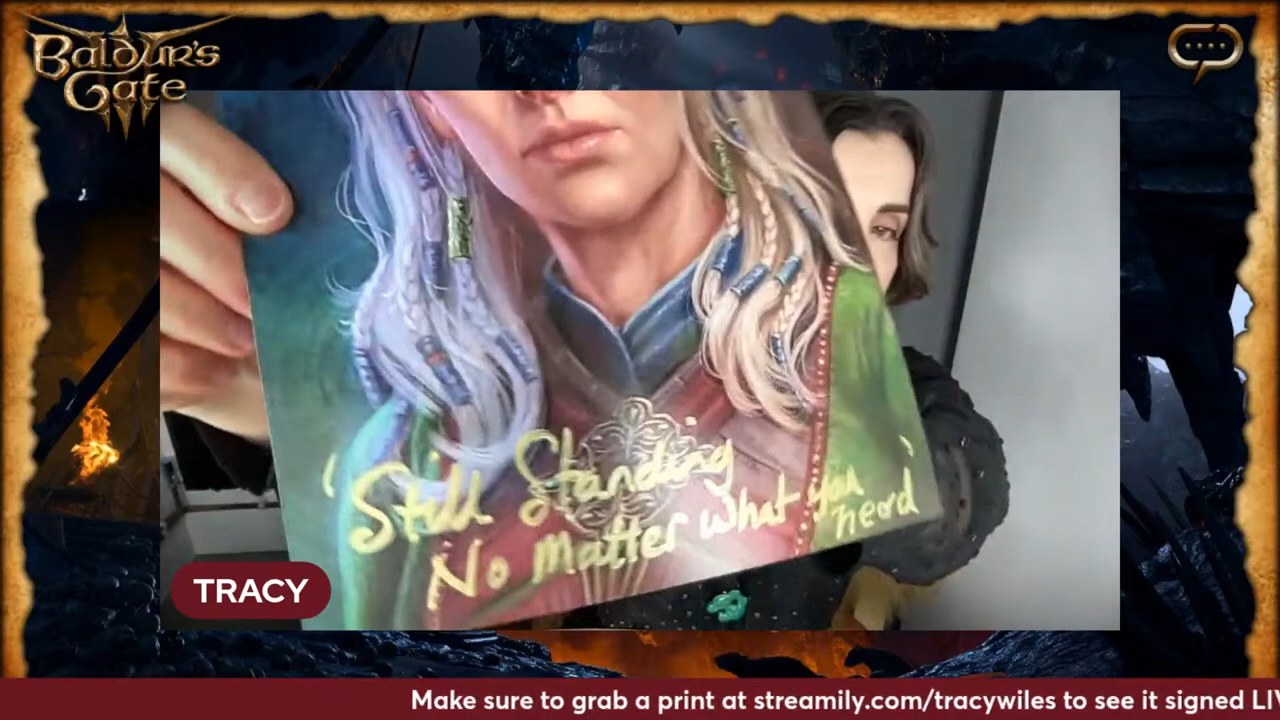 Baldur's
Gate
III
'Still Standing
No matter what you
heard'
TRACY
Make sure to grab a print at streamily.com/tracywiles to see it signed LI